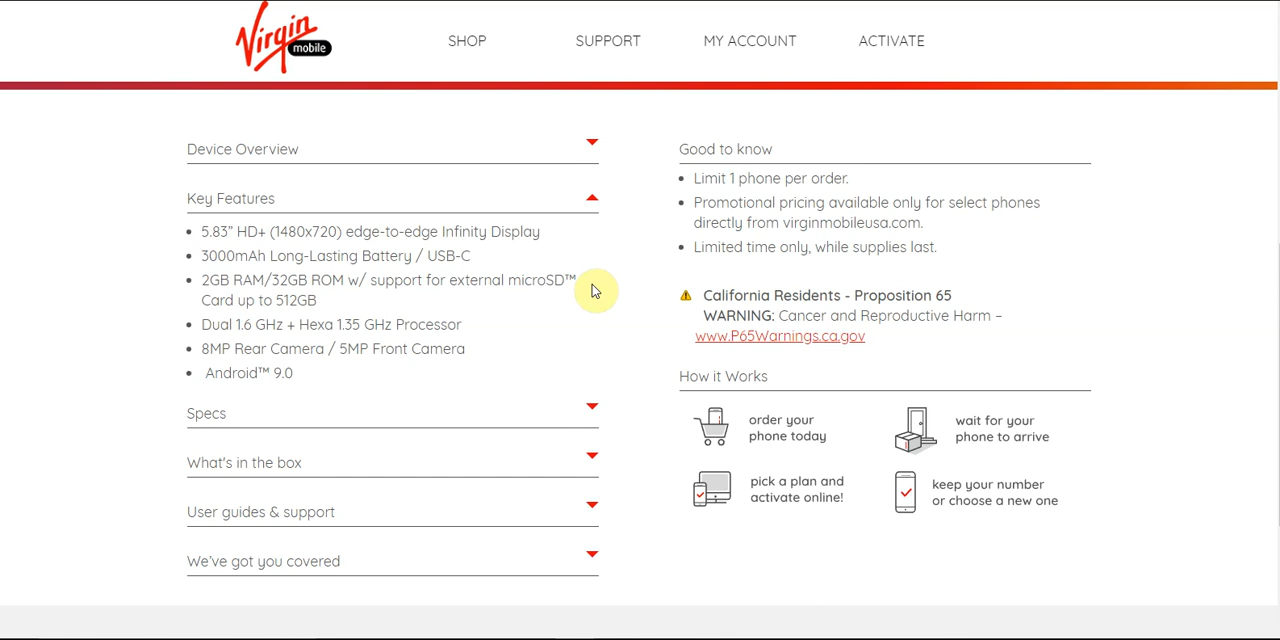 Virgin
mobile
SHOP
SUPPORT
MY ACCOUNT
ACTIVATE
Device Overview
Key Features
5.83” HD+ (1480x720) edge-to-edge Infinity Display
3000mAh Long-Lasting Battery / USB-C
2GB RAM/32GB ROM w/ support for external microSD™
Card up to 512GB
Dual 1.6 GHz + Hexa 1.35 GHz Processor
8MP Rear Camera / 5MP Front Camera
Android™ 9.0
Specs
What's in the box
User guides & support
We’ve got you covered
Good to know
Limit 1 phone per order.
Promotional pricing available only for select phones
directly from virginmobileusa.com.
Limited time only, while supplies last.
California Residents - Proposition 65
WARNING: Cancer and Reproductive Harm –
www.P65Warnings.ca.gov
How it Works
order your
phone today
wait for your
phone to arrive
pick a plan and
activate online!
keep your number
or choose a new one